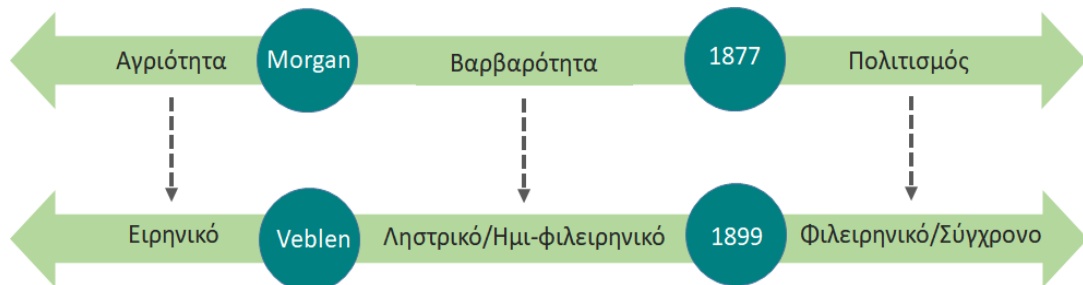 Αγριότητα Morgan Βαρβαρότητα 1877 Πολιτισμός
Ειρηνικό Veblen Ληστρικό/Ημι-φιλειρηνικό 1899 Φιλειρηνικό/Σύγχρονο